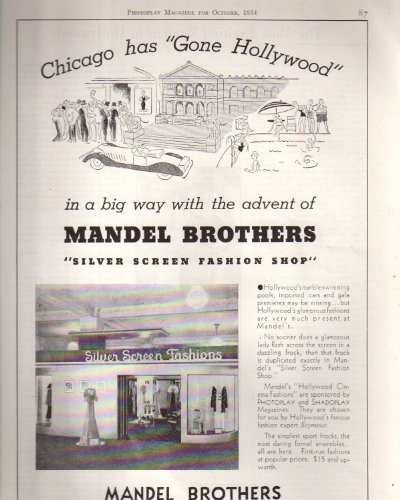 PHOTOPLAY MAGAZINE FOR OCTOBER, 1934
87
Chicago has "Gone Hollywood"
in a big way with the advent of
MANDEL BROTHERS
"SILVER SCREEN FASHION SHOP"
Silver Screen Fashions
●Hollywood's marble swimming
pools, imported cars and gala
premieres may be missing...but
Hollywood's glamorous fashions
are very much present at
Mandel's.
No sooner does a glamorous
lady flash across the screen in a
dazzling frock, than that frock
is duplicated exactly in Man-
del's "Silver Screen Fashion
Shop."
Mandel's "Hollywood Cin-
ema Fashions" are sponsored by
PHOTOPLAY and SHADOPLAY
Magazines. They are chosen
for you by Hollywood's famous
fashion expert Seymour.
The simplest sport frocks, the
most daring formal ensembles...
all are here. First-run fashions
at popular prices. $15 and up-
wards.
MANDEL BROTHERS